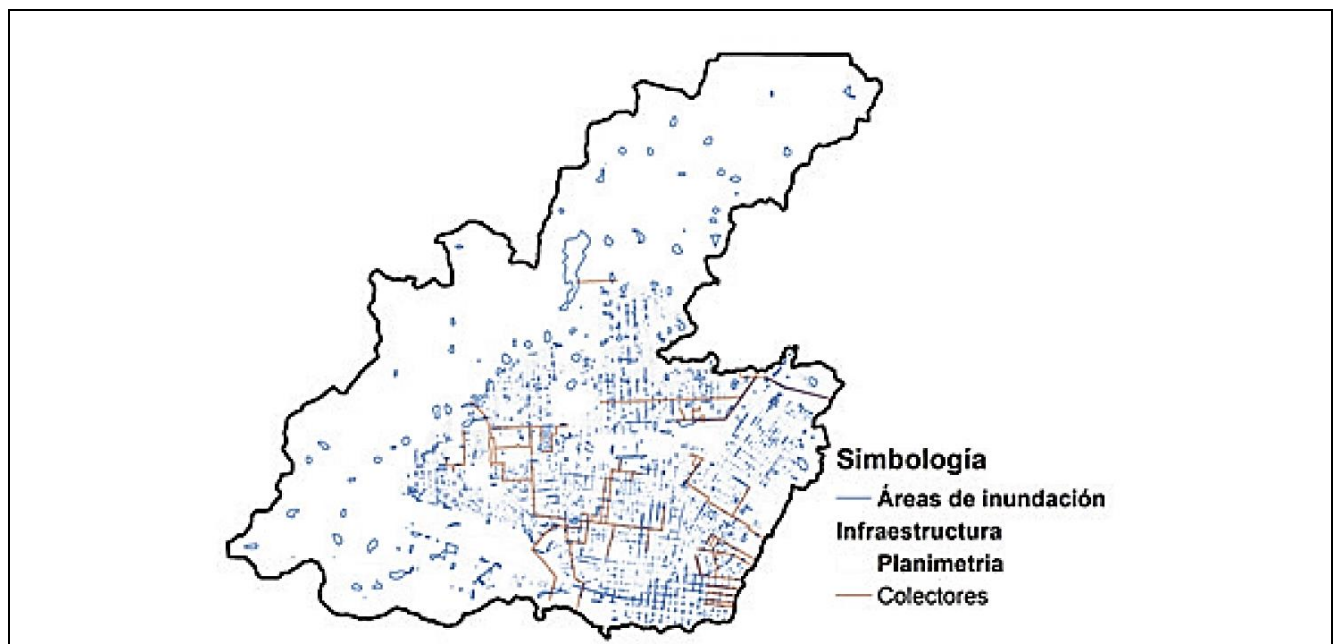 Simbología
Áreas de inundación
Infraestructura
Planimetria
Colectores